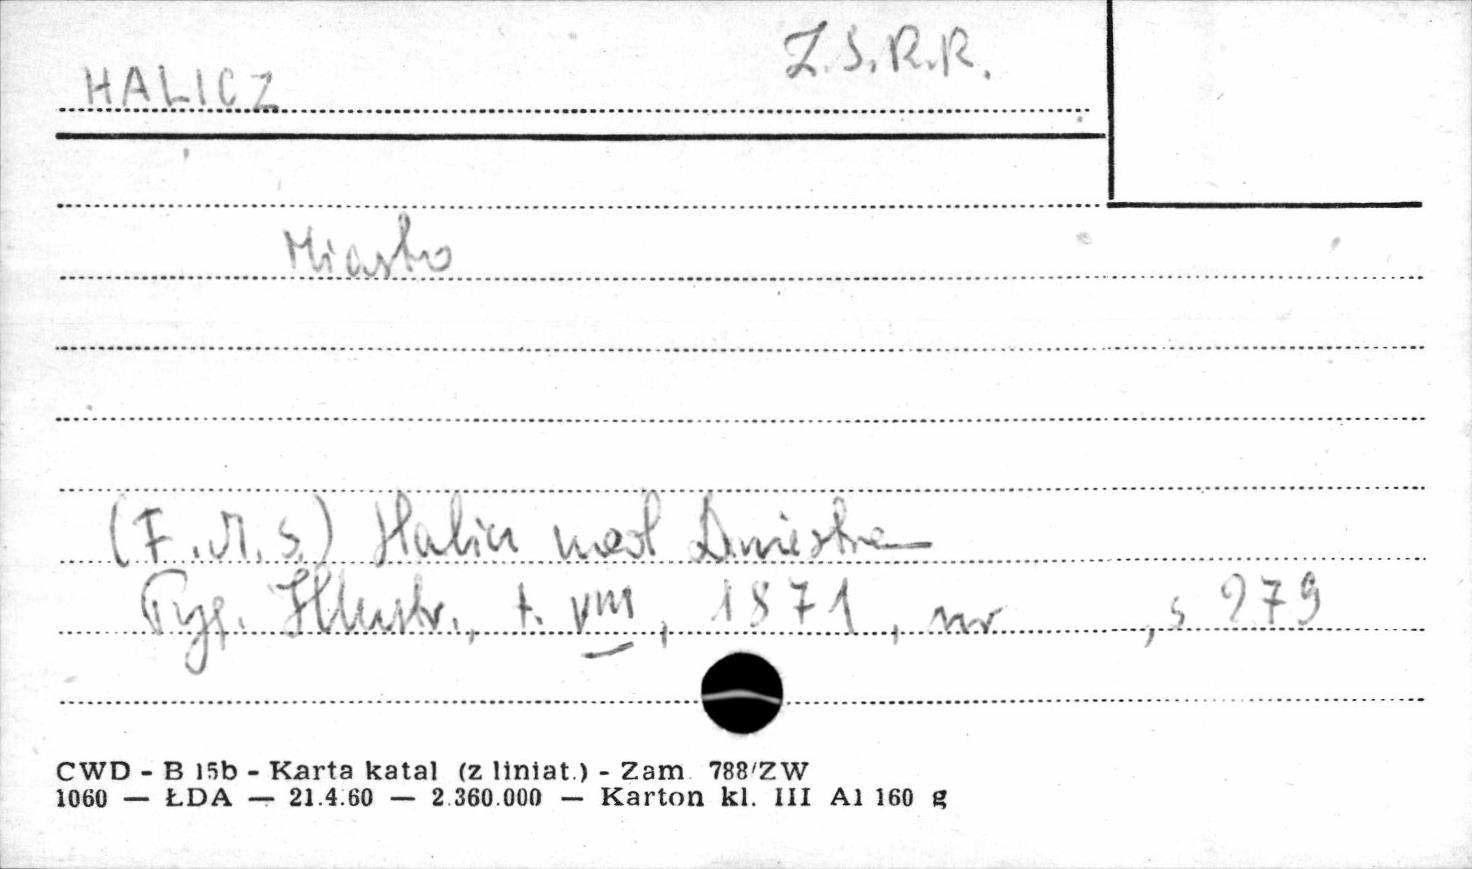 HALICZ Z.S.R.R.
Miasto
(F.M.S.) Halicz nad Dniestrem
Tyg. Illustr., t. VIII, 1871, nr , s 279
CWD - B 15b - Karta katal (z liniat.) - Zam. 788/ZW
1060 — ŁDA — 21.4.60 — 2.360.000 — Karton kl. III A1 160 g